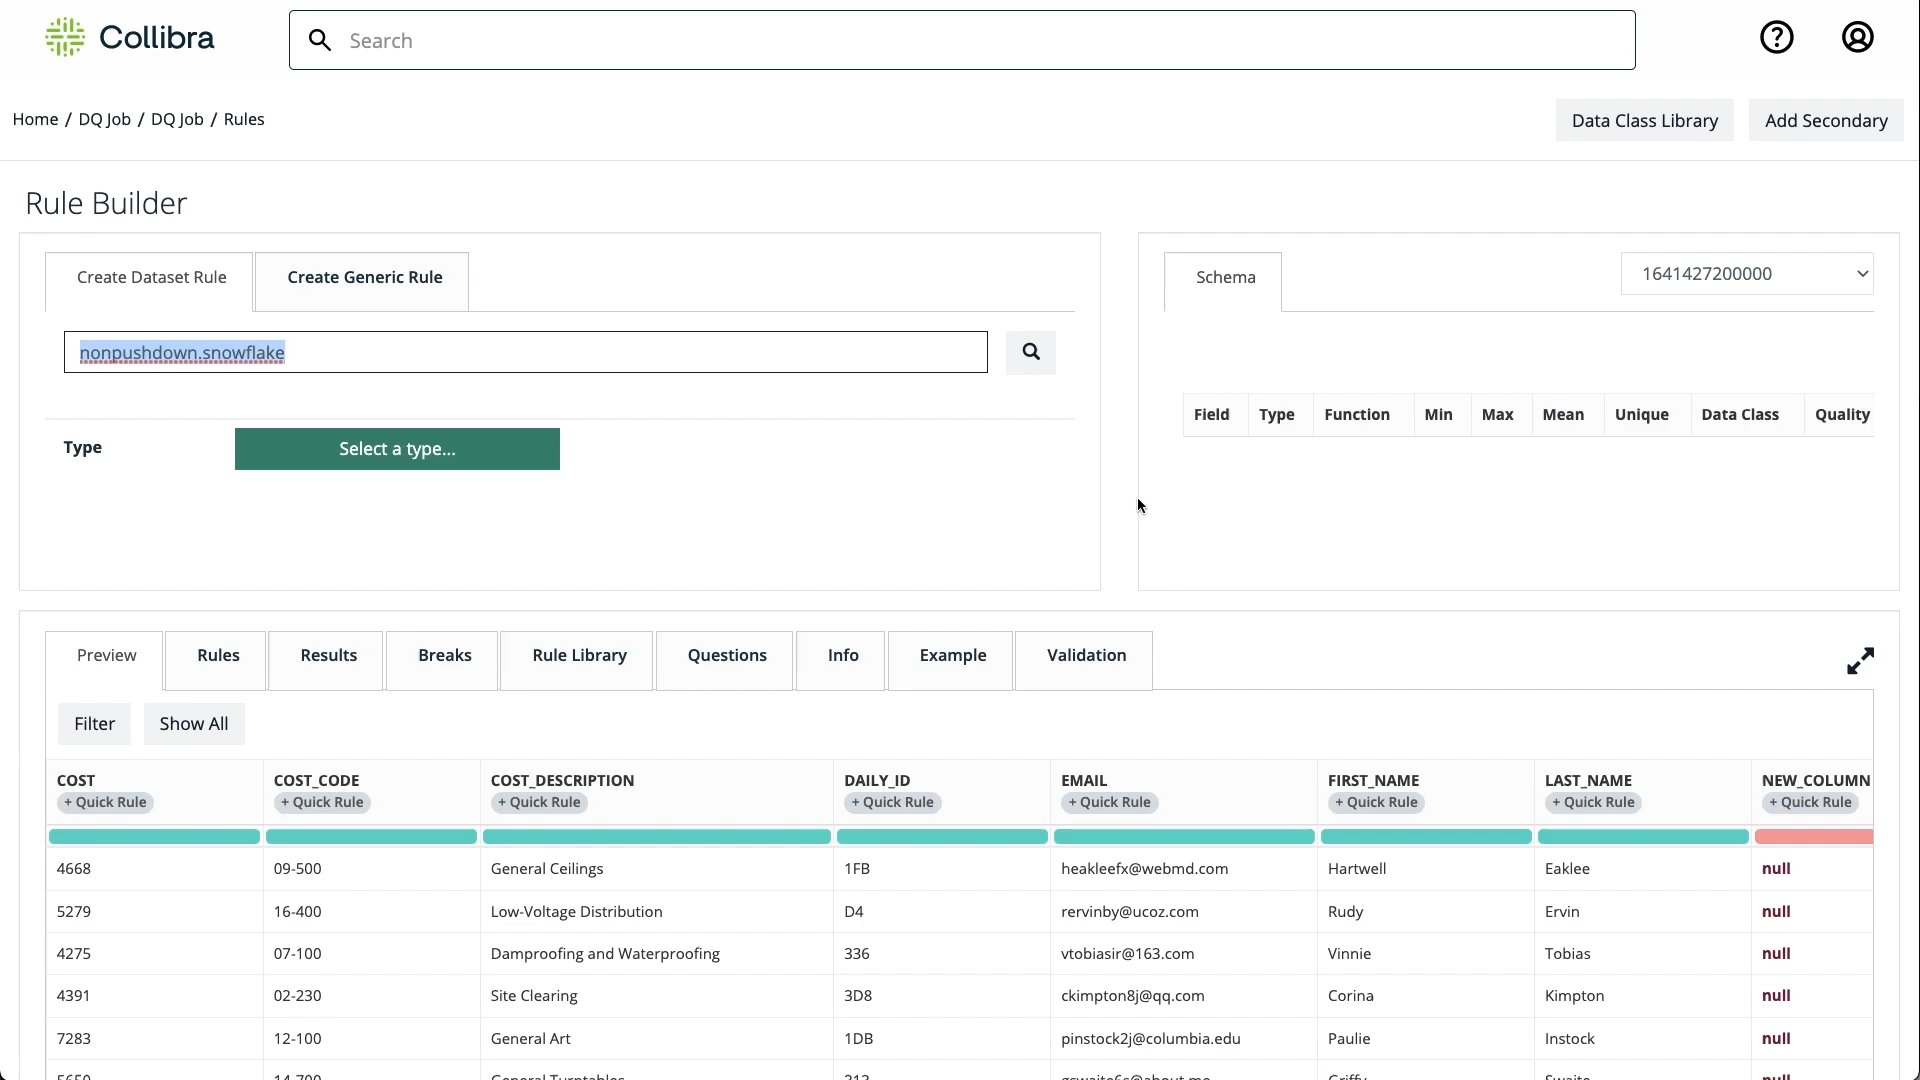 Collibra
Search
Home / DQ Job / DQ Job / Rules
Data Class Library
Add Secondary
Rule Builder
Create Dataset Rule
Create Generic Rule
nonpushdown.snowflake
Type
Select a type...
Schema
1641427200000
Field Type Function Min Max Mean Unique Data Class Quality
Preview Rules Results Breaks Rule Library Questions Info Example Validation
Filter Show All
COST COST_CODE COST_DESCRIPTION DAILY_ID EMAIL FIRST_NAME LAST_NAME NEW_COLUMN
+ Quick Rule + Quick Rule + Quick Rule + Quick Rule + Quick Rule + Quick Rule + Quick Rule + Quick Rule
4668 09-500 General Ceilings 1FB heakleefx@webmd.com Hartwell Eaklee null
5279 16-400 Low-Voltage Distribution D4 rervinby@ucoz.com Rudy Ervin null
4275 07-100 Damproofing and Waterproofing 336 vtobiasir@163.com Vinnie Tobias null
4391 02-230 Site Clearing 3D8 ckimpton8j@qq.com Corina Kimpton null
7283 12-100 General Art 1DB pinstock2j@columbia.edu Paulie Instock null